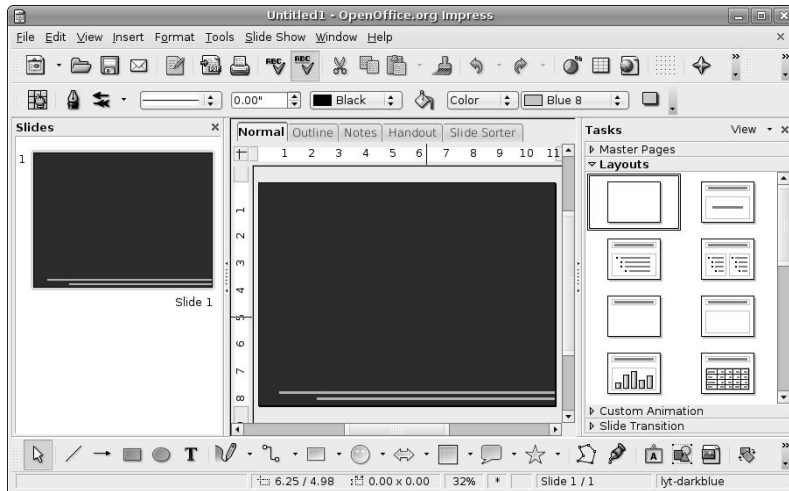 Untitled1 - OpenOffice.org Impress
File Edit View Insert Format Tools Slide Show Window Help
0.00" Black Color Blue 8
Slides
Normal Outline Notes Handout Slide Sorter
Tasks View
Master Pages
Layouts
1 2 3 4 5 6 7 8 9 10 11
1
1
2
3
4
5
6
7
8
Slide 1
Custom Animation
Slide Transition
6.25 / 4.98 0.00 x 0.00 32% * Slide 1 / 1 lyt-darkblue